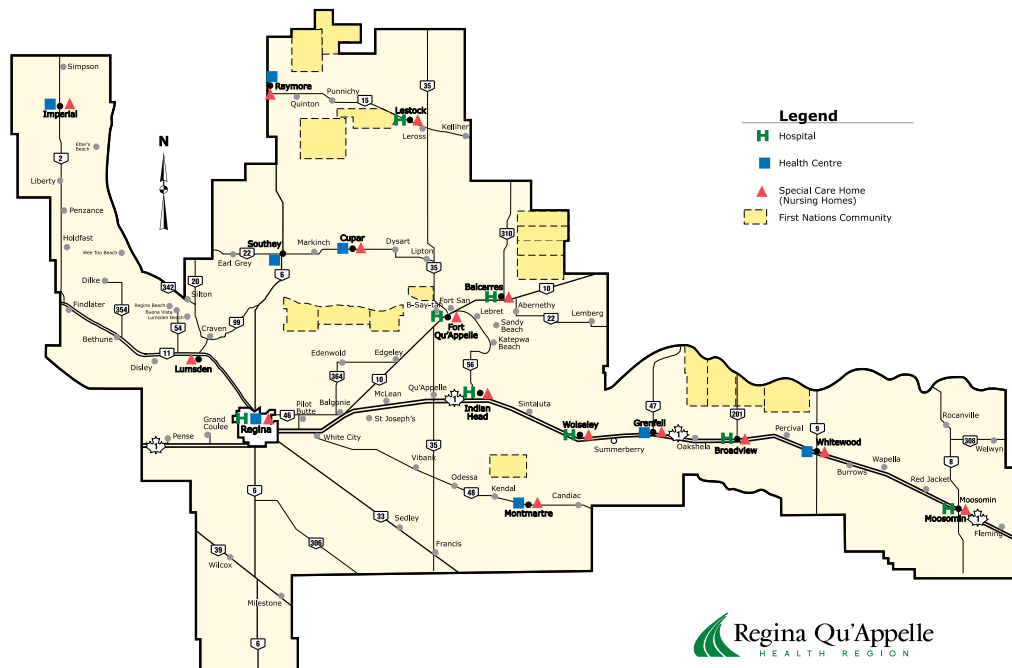 Simpson
Imperial
Etter's
Beach
2
Liberty
Penzance
Holdfast
Wee Too Beach
Dilke
Findlater
354
Bethune
342
Regina Beach
Buena Vista
Lumsden Beach
54
Silton
20
Craven
99
11
Disley
Lumsden
N
Raymore
Quinton
Punnichy
15
35
Lestock
Leross
Kelliher
Southey
22
Earl Grey
6
Markinch
Cupar
Dysart
Lipton
35
310
Balcarres
10
Abernethy
22
Lemberg
B-Say-tah
Fort San
Lebret
Sandy
Beach
Katepwa
Beach
Fort
Qu'Appelle
56
Edenwold
Edgeley
364
10
McLean
Qu'Appelle
1
Indian
Head
Sintaluta
Pilot
Butte
46
Balgonie
St Joseph's
White City
Grand
Coulee
Regina
Pense
1
Wolseley
Summerberry
47
Grenfell
1
Oakshela
201
Broadview
Percival
9
Whitewood
Burrows
Wapella
Red Jacket
Rocanville
308
Welwyn
8
Moosomin
Moosomin
1
Fleming
Vibank
35
Odessa
48
Kendal
Montmartre
Candiac
6
33
Sedley
306
Francis
39
Wilcox
Milestone
6
Legend
H Hospital
Health Centre
Special Care Home
(Nursing Homes)
First Nations Community
Regina Qu'Appelle
HEALTH REGION